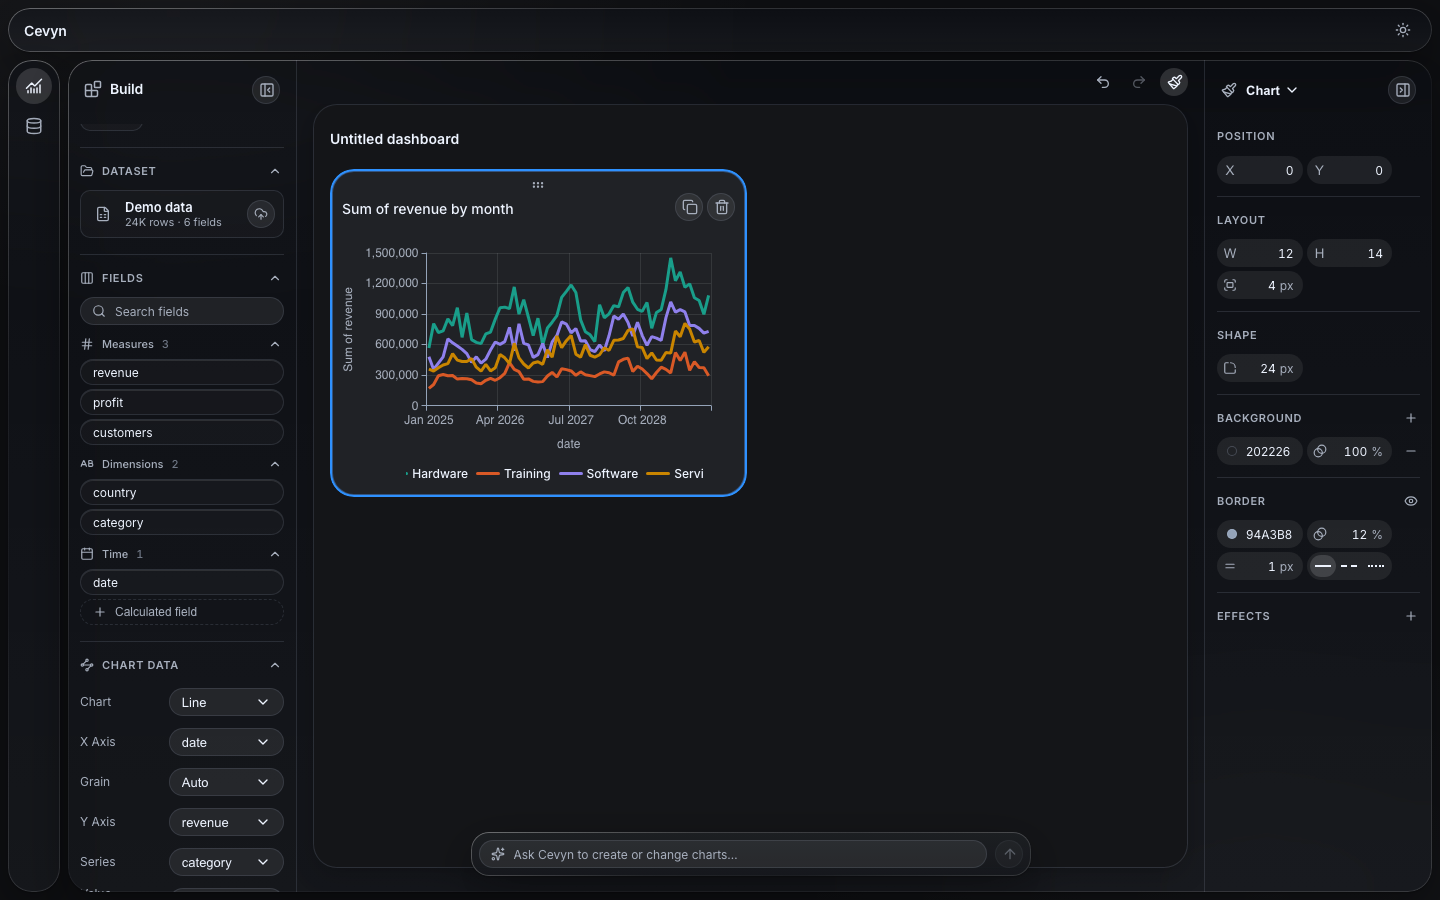 Cevyn
Build
DATASET
Demo data
24K rows · 6 fields
FIELDS
Search fields
Measures 3
revenue
profit
customers
AB Dimensions 2
country
category
Time 1
date
Calculated field
CHART DATA
Chart Line
X Axis date
Grain Auto
Y Axis revenue
Series category
Untitled dashboard
Sum of revenue by month
Sum of revenue
1,500,000
1,200,000
900,000
600,000
300,000
0
Jan 2025 Apr 2026 Jul 2027 Oct 2028
date
Hardware Training Software Servi
Ask Cevyn to create or change charts...
Chart
POSITION
X 0 Y 0
LAYOUT
W 12 H 14
4 px
SHAPE
24 px
BACKGROUND
202226 100 %
BORDER
94A3B8 12 %
1 px
EFFECTS